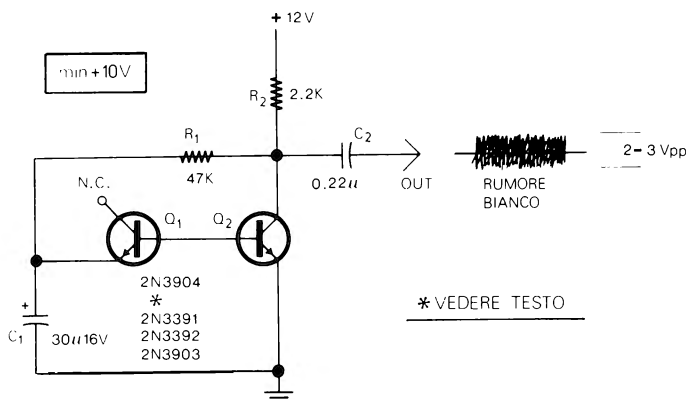 + 12V
min +10V
R2 2.2K
R1
47K
C2
0.22u
OUT
RUMORE
BIANCO
2-3 Vpp
N.C.
Q1 Q2
2N3904
*
2N3391
2N3392
2N3903
+
C1 30u16V
* VEDERE TESTO